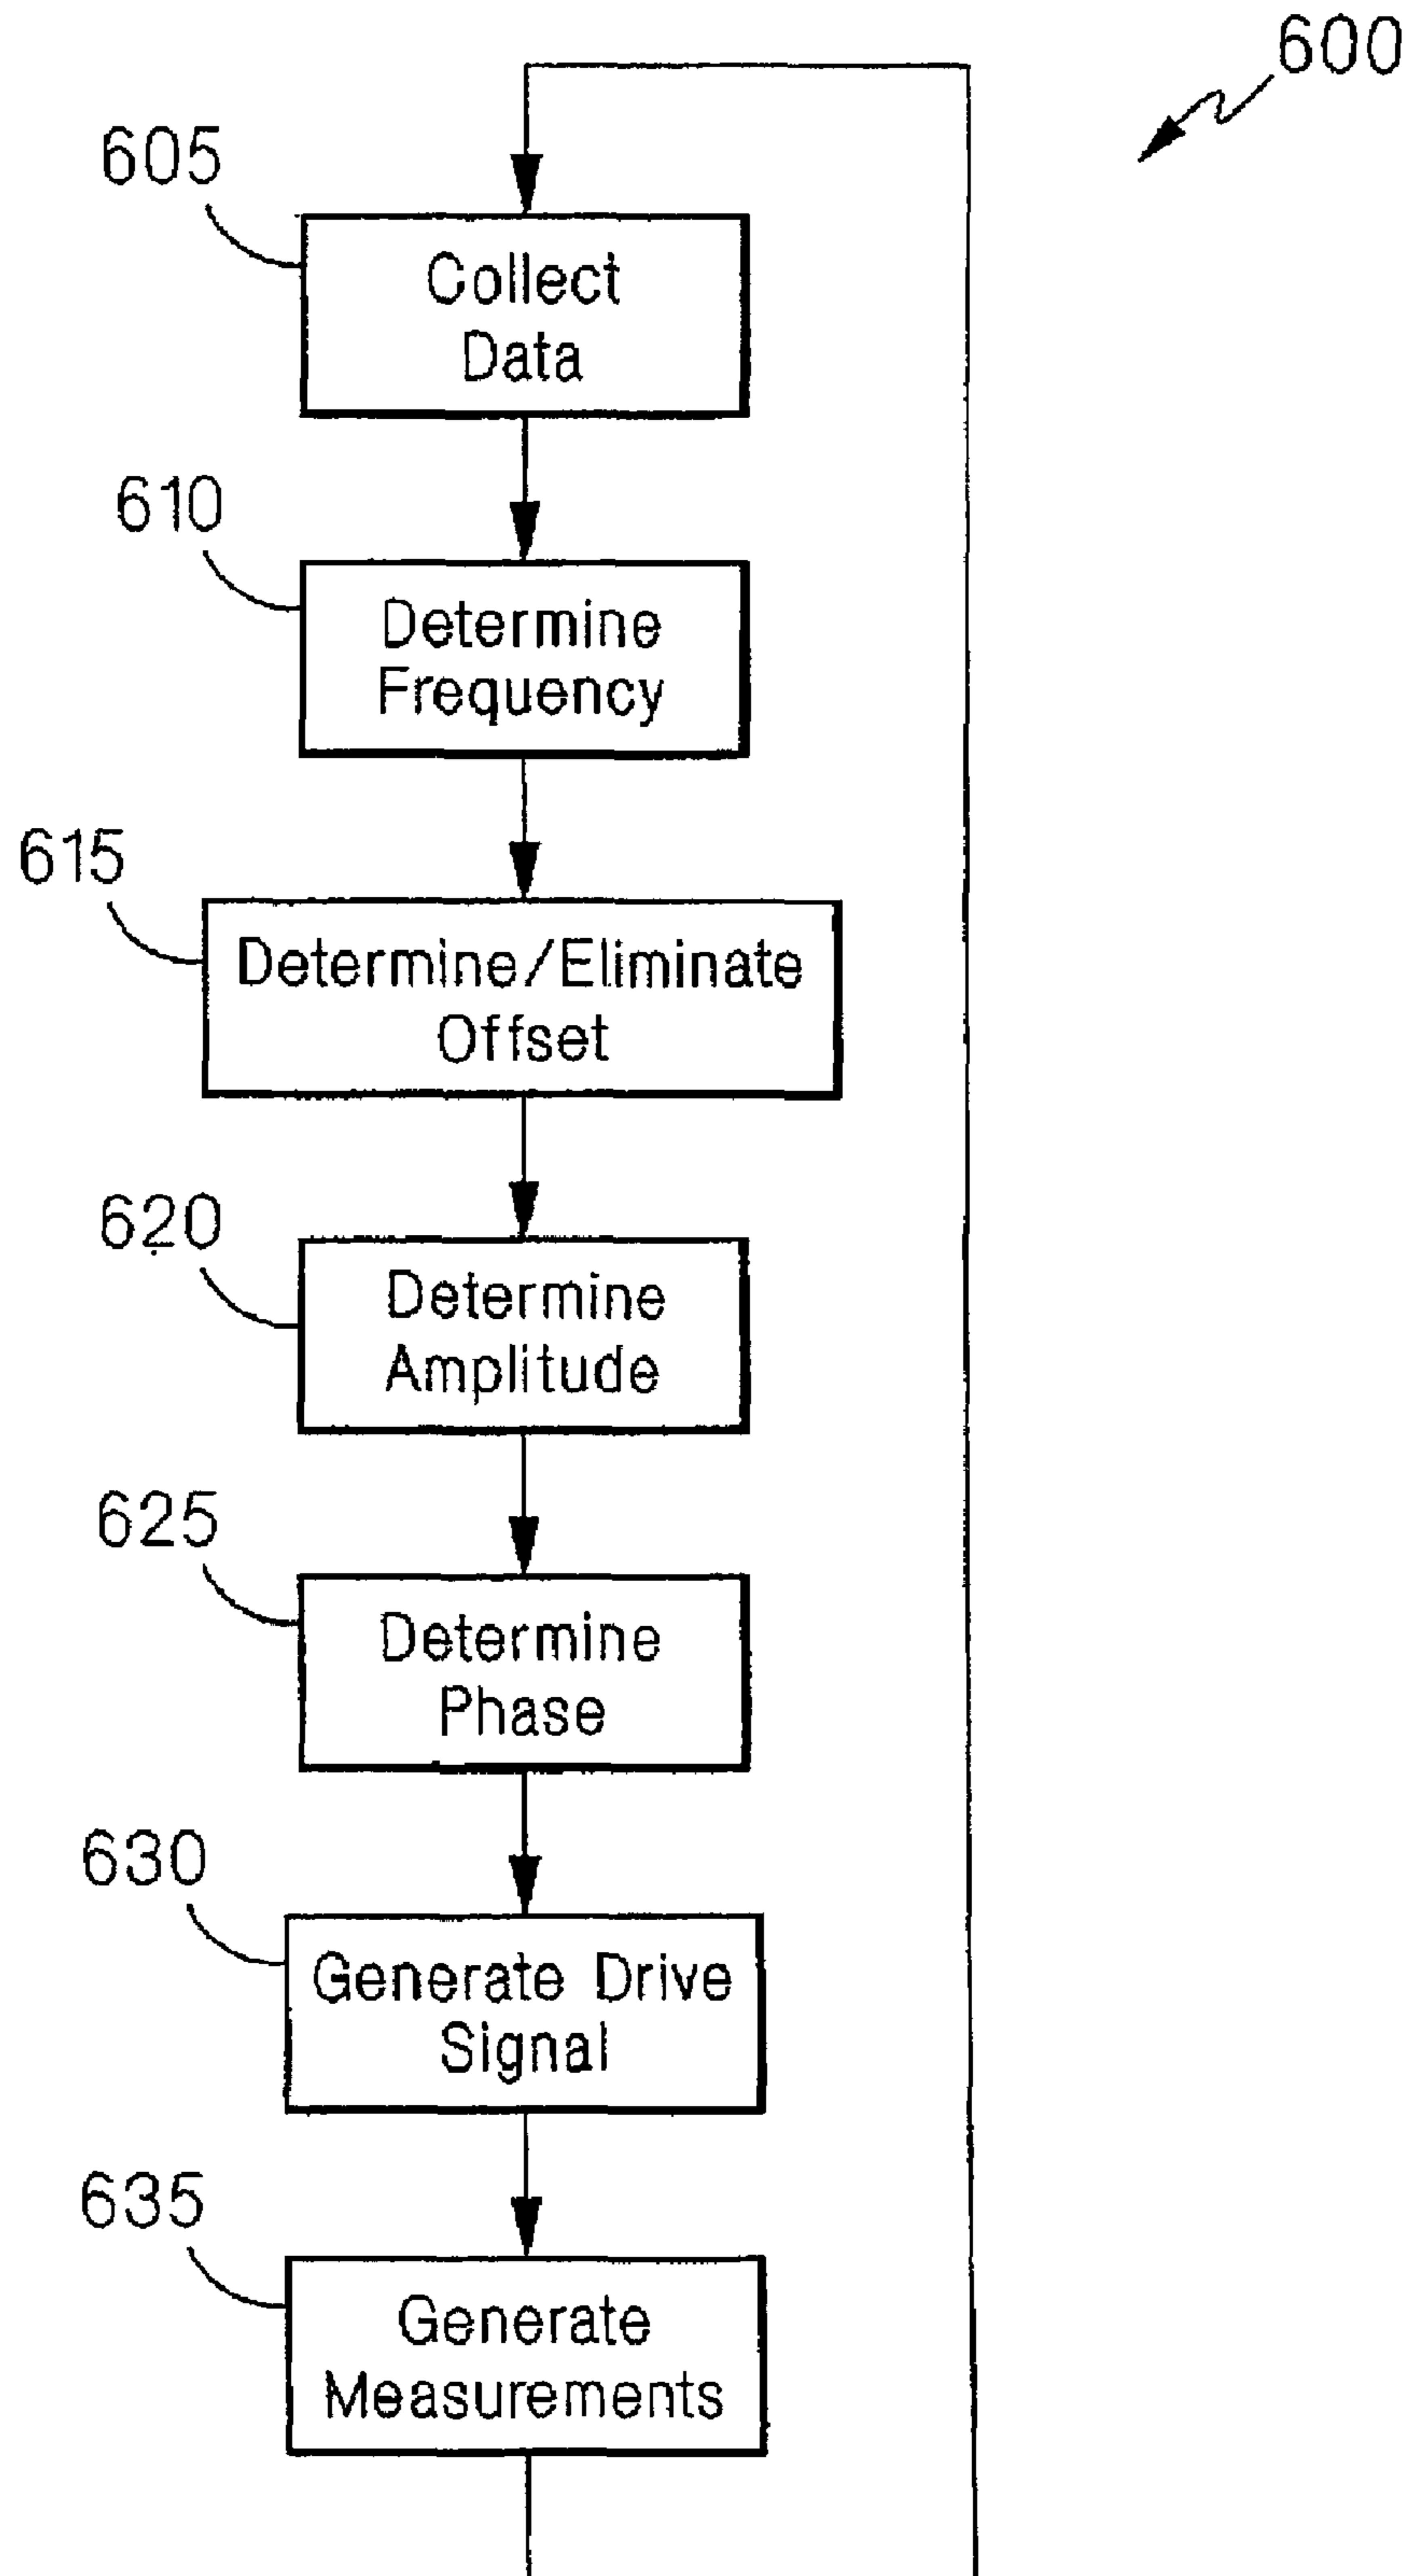 600
605
Collect
Data
610
Determine
Frequency
615
Determine/Eliminate
Offset
620
Determine
Amplitude
625
Determine
Phase
630
Generate Drive
Signal
635
Generate
Measurements